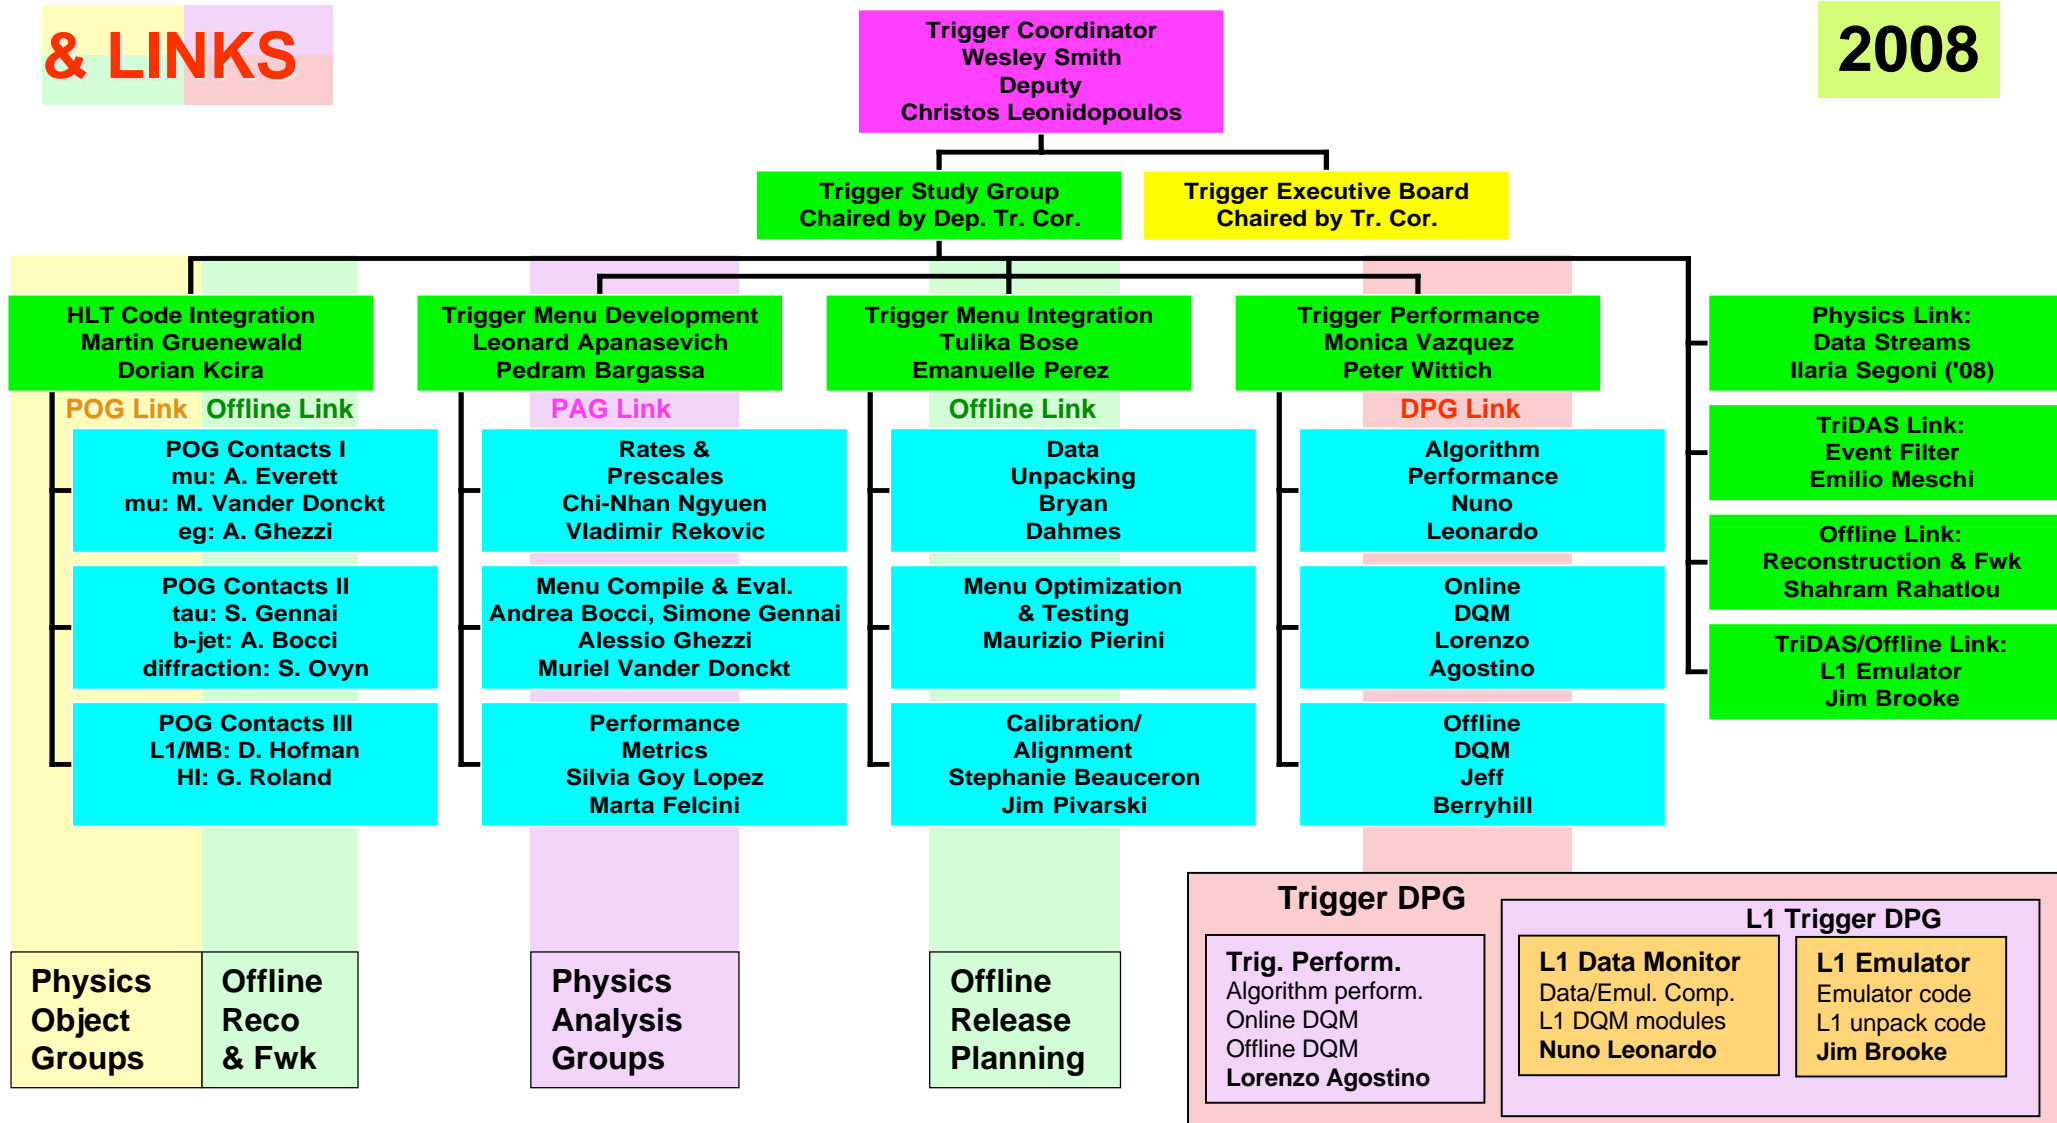 & LINKS
2008
Trigger Coordinator
Wesley Smith
Deputy
Christos Leonidopoulos
Trigger Study Group
Chaired by Dep. Tr. Cor.
Trigger Executive Board
Chaired by Tr. Cor.
HLT Code Integration
Martin Gruenewald
Dorian Kcira
Trigger Menu Development
Leonard Apanasevich
Pedram Bargassa
Trigger Menu Integration
Tulika Bose
Emanuelle Perez
Trigger Performance
Monica Vazquez
Peter Wittich
Physics Link:
Data Streams
Ilaria Segoni ('08)
TriDAS Link:
Event Filter
Emilio Meschi
Offline Link:
Reconstruction & Fwk
Shahram Rahatlou
TriDAS/Offline Link:
L1 Emulator
Jim Brooke
POG Link
Offline Link
PAG Link
Offline Link
DPG Link
POG Contacts I
mu: A. Everett
mu: M. Vander Donckt
eg: A. Ghezzi
POG Contacts II
tau: S. Gennai
b-jet: A. Bocci
diffraction: S. Ovyn
POG Contacts III
L1/MB: D. Hofman
HI: G. Roland
Rates &
Prescales
Chi-Nhan Ngyuen
Vladimir Rekovic
Menu Compile & Eval.
Andrea Bocci, Simone Gennai
Alessio Ghezzi
Muriel Vander Donckt
Performance
Metrics
Silvia Goy Lopez
Marta Felcini
Data
Unpacking
Bryan
Dahmes
Menu Optimization
& Testing
Maurizio Pierini
Calibration/
Alignment
Stephanie Beauceron
Jim Pivarski
Algorithm
Performance
Nuno
Leonardo
Online
DQM
Lorenzo
Agostino
Offline
DQM
Jeff
Berryhill
Physics
Object
Groups
Offline
Reco
& Fwk
Physics
Analysis
Groups
Offline
Release
Planning
Trigger DPG
Trig. Perform.
Algorithm perform.
Online DQM
Offline DQM
Lorenzo Agostino
L1 Trigger DPG
L1 Data Monitor
Data/Emul. Comp.
L1 DQM modules
Nuno Leonardo
L1 Emulator
Emulator code
L1 unpack code
Jim Brooke